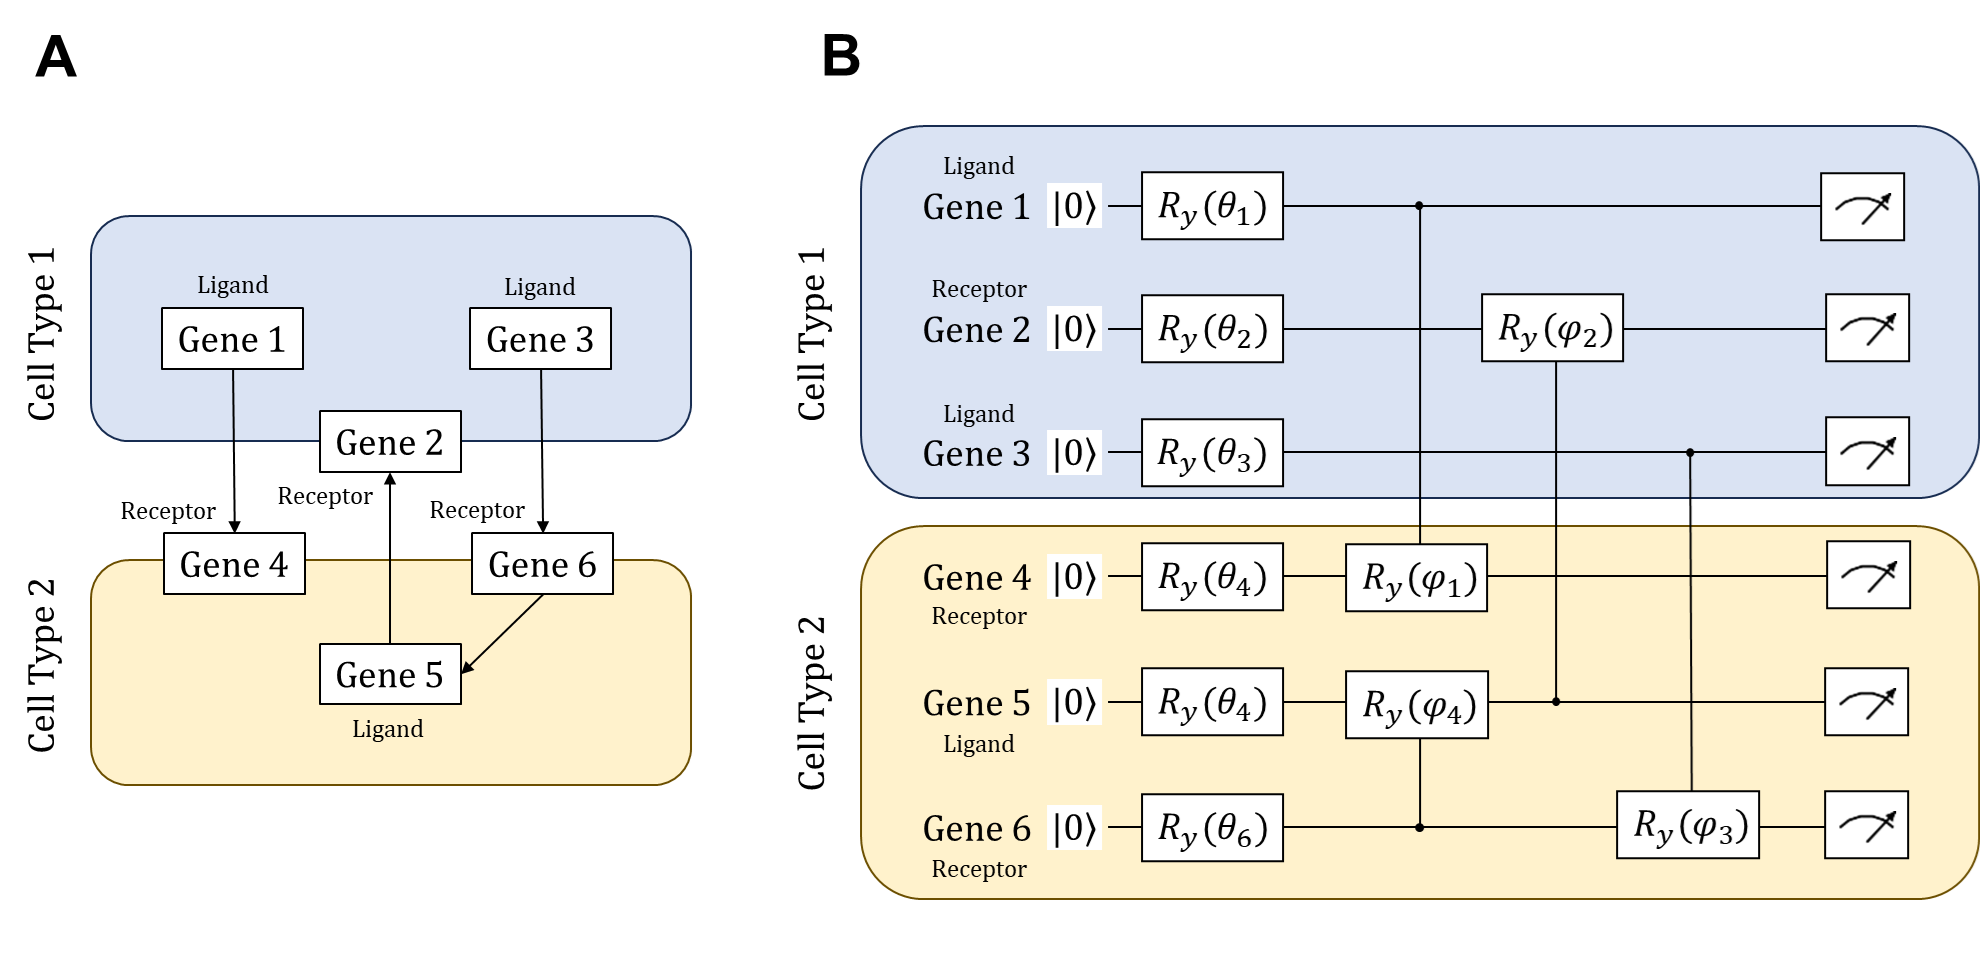 A
Cell Type 1
Ligand
Ligand
Gene 1
Gene 3
Gene 2
Receptor
Receptor
Receptor
Gene 4
Gene 6
Cell Type 2
Gene 5
Ligand
B
Cell Type 1
Ligand
Gene 1 |0⟩ R_y(θ_1)
Receptor
Gene 2 |0⟩ R_y(θ_2) R_y(φ_2)
Ligand
Gene 3 |0⟩ R_y(θ_3)
Cell Type 2
Gene 4 |0⟩ R_y(θ_4) R_y(φ_1)
Receptor
Gene 5 |0⟩ R_y(θ_4) R_y(φ_4)
Ligand
Gene 6 |0⟩ R_y(θ_6) R_y(φ_3)
Receptor